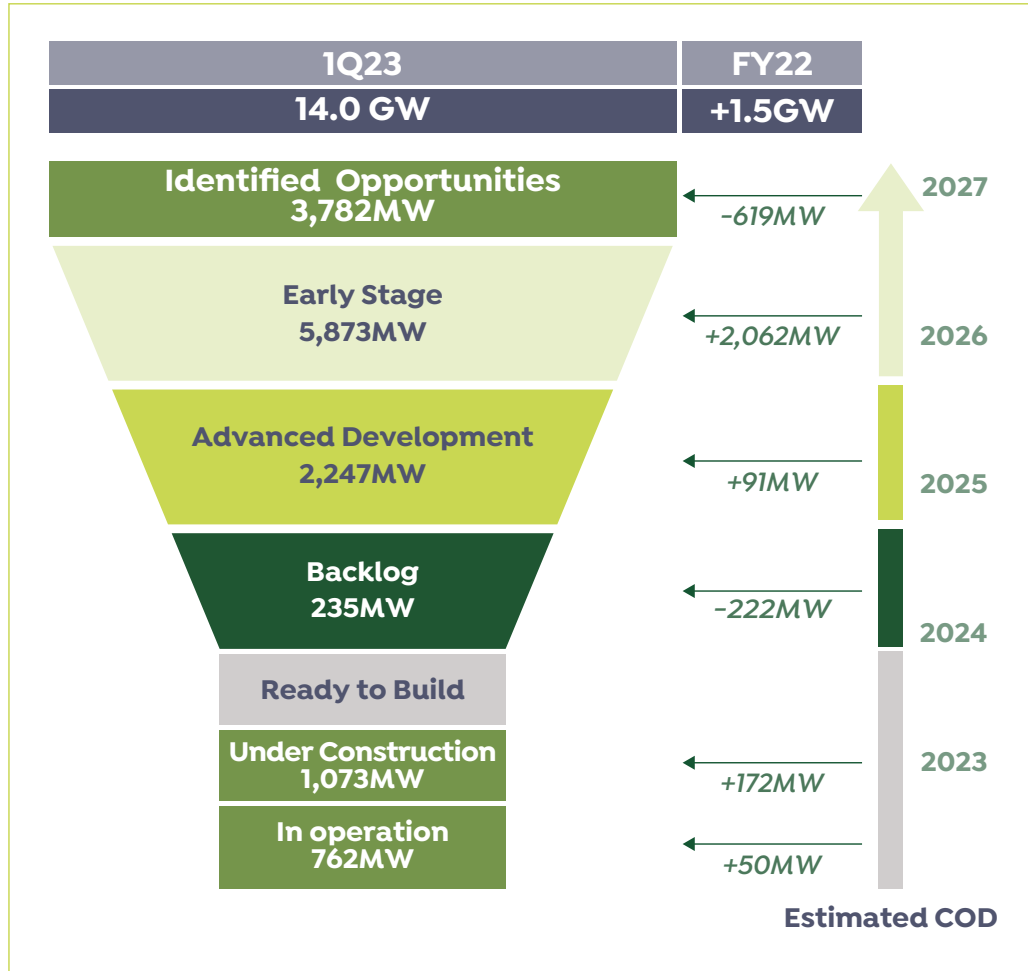 1Q23
FY22
14.0 GW
+1.5GW
Identified Opportunities
3,782MW
-619MW
2027
Early Stage
5,873MW
+2,062MW
2026
Advanced Development
2,247MW
+91MW
2025
Backlog
235MW
-222MW
2024
Ready to Build
Under Construction
1,073MW
+172MW
2023
In operation
762MW
+50MW
Estimated COD